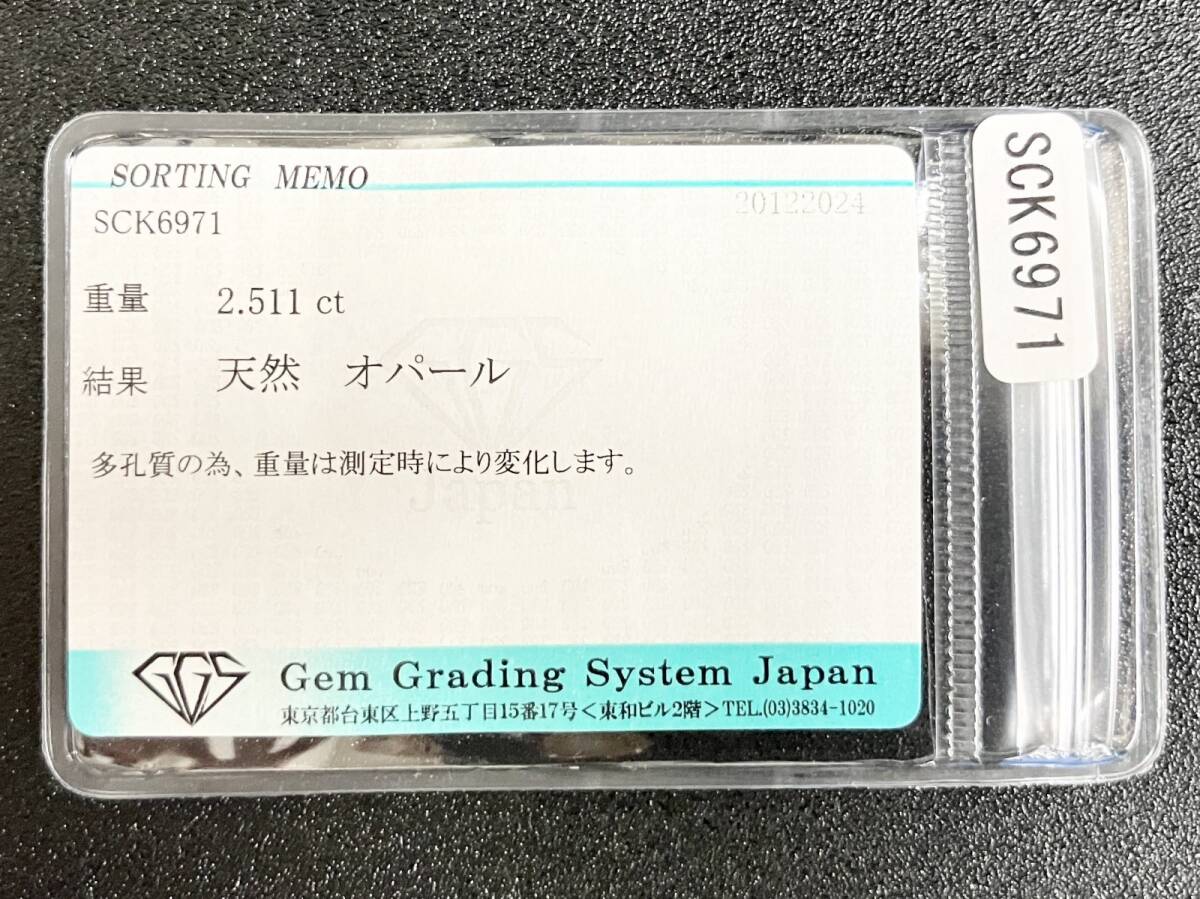 SORTING MEMO
20122024
SCK6971
重量 2.511 ct
結果 天然 オパール
多孔質の為、重量は測定時により変化します。
Japan
GGS
Gem Grading System Japan
東京都台東区上野五丁目15番17号＜東和ビル2階＞TEL.(03)3834-1020
SCK6971